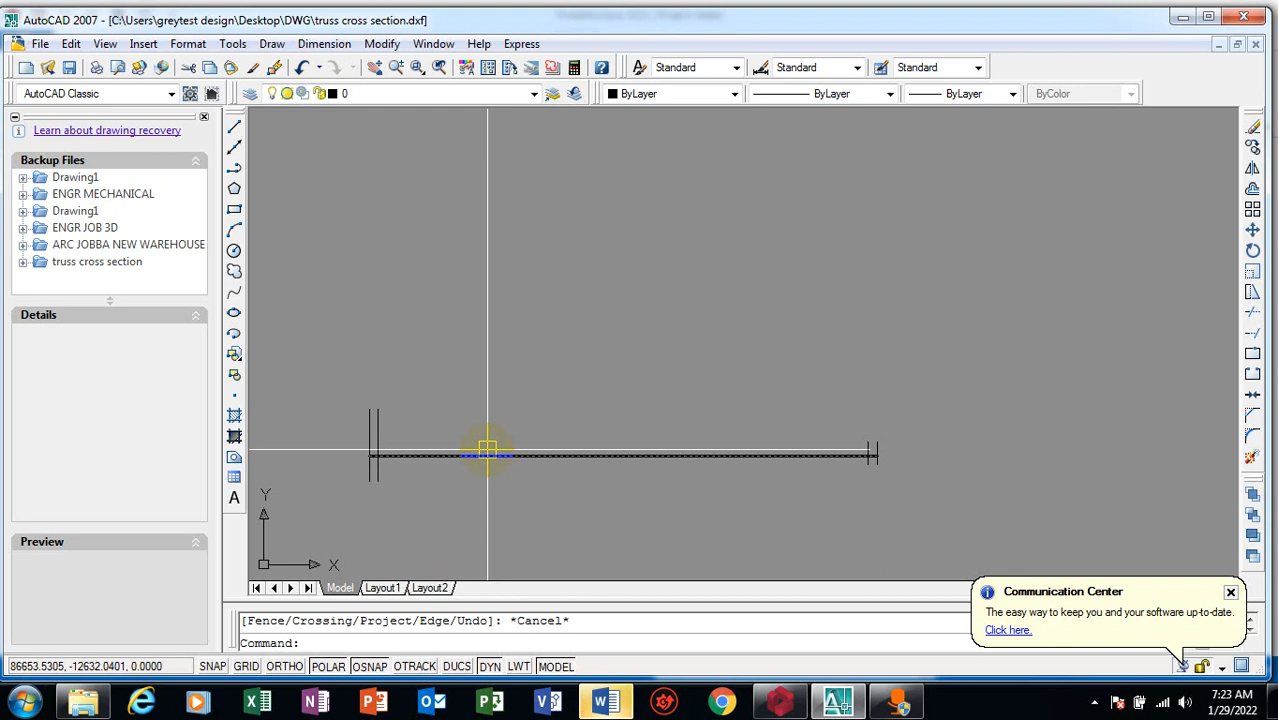 AutoCAD 2007 - [C:\Users\greytest design\Desktop\DWG\truss cross section.dxf]
File Edit View Insert Format Tools Draw Dimension Modify Window Help Express
Standard Standard Standard
AutoCAD Classic 0 ByLayer ByLayer ByLayer ByColor
Learn about drawing recovery
Backup Files
Drawing1
ENGR MECHANICAL
Drawing1
ENGR JOB 3D
ARC JOBBA NEW WAREHOUSE
truss cross section
Details
Preview
A
Y
X
Model Layout1 Layout2
Communication Center
The easy way to keep you and your software up-to-date.
Click here.
[Fence/Crossing/Project/Edge/Undo]: *Cancel*
Command:
86653.5305, -12632.0401, 0.0000 SNAP GRID ORTHO POLAR OSNAP OTRACK DUCS DYN LWT MODEL
7:23 AM
1/29/2022